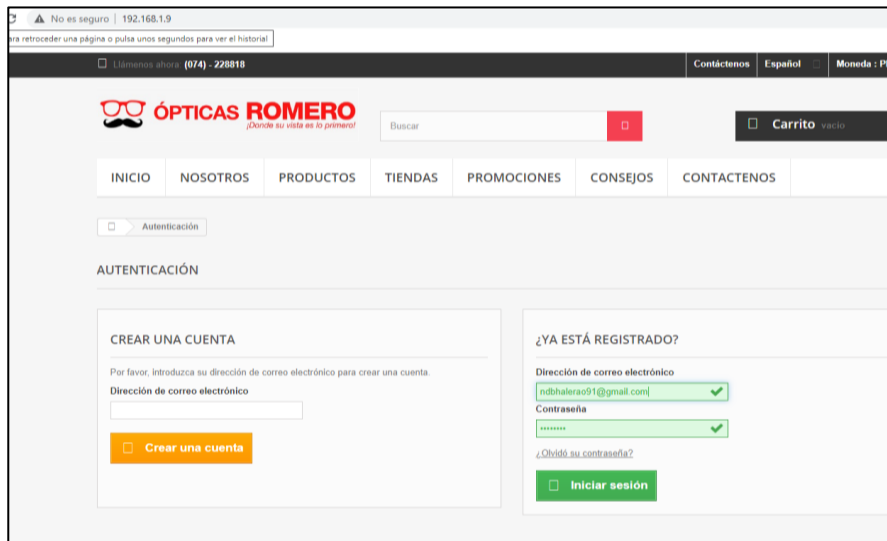 No es seguro | 192.168.1.9
ara retroceder una página o pulsa unos segundos para ver el historial
Llámenos ahora: (074) - 228818
Contáctenos
Español
Moneda :
ÓPTICAS ROMERO
¡Donde su vista es lo primero!
Buscar
Carrito vacío
INICIO
NOSOTROS
PRODUCTOS
TIENDAS
PROMOCIONES
CONSEJOS
CONTACTENOS
Autenticación
AUTENTICACIÓN
CREAR UNA CUENTA
Por favor, introduzca su dirección de correo electrónico para crear una cuenta.
Dirección de correo electrónico
Crear una cuenta
¿YA ESTÁ REGISTRADO?
Dirección de correo electrónico
ndbhalerao91@gmail.com
Contraseña
••••••••
¿Olvidó su contraseña?
Iniciar sesión